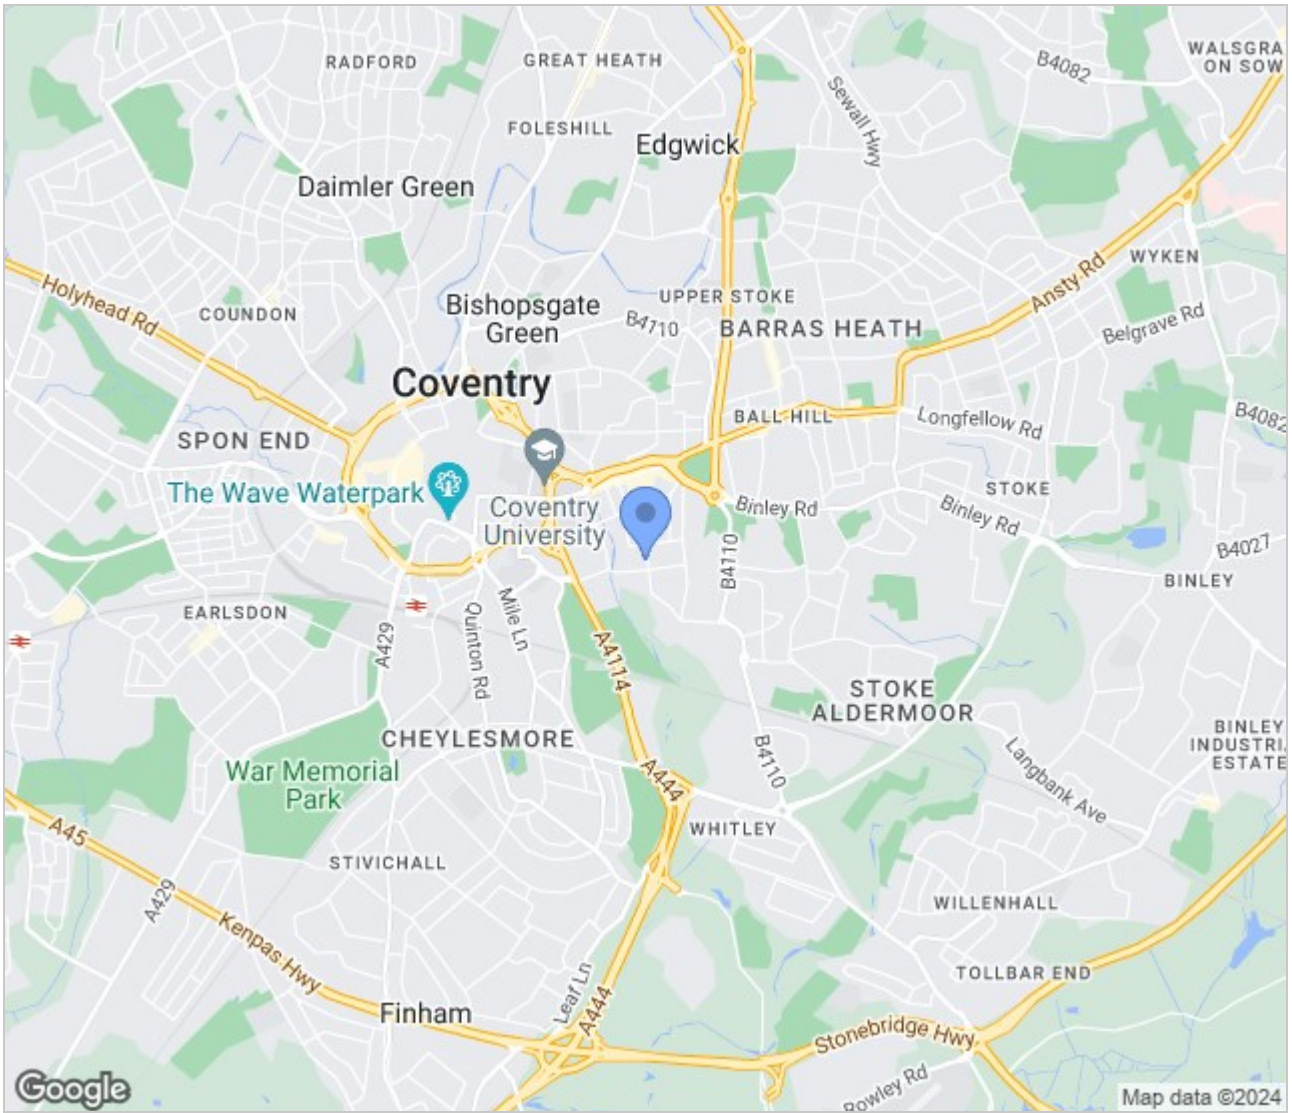 WALSGRA
ON SOW
RADFORD
GREAT HEATH
B4082
Sewall Hwy
FOLESHILL
Edgwick
Daimler Green
WYKEN
Holyhead Rd
COUNDON
Bishopsgate
Green
UPPER STOKE
B4110
BARRAS HEATH
Ansty Rd
Belgrave Rd
Coventry
BALL HILL
Longfellow Rd
B4082
SPON END
The Wave Waterpark
Coventry
University
Binley Rd
STOKE
Binley Rd
B4027
B4110
BINLEY
EARLSDON
A429
Quinton Rd
Mile Ln
A4114
STOKE
ALDERMOOR
CHEYLESMORE
B4110
Langbank Ave
BINLEY
INDUSTRI
ESTATE
War Memorial
Park
A444
A45
WHITLEY
STIVICHALL
A429
WILLENHALL
Kenpas Hwy
TOLLBAR END
Leaf Ln
Finham
A444
Stonebridge Hwy
Rowley Rd
Google
Map data ©2024